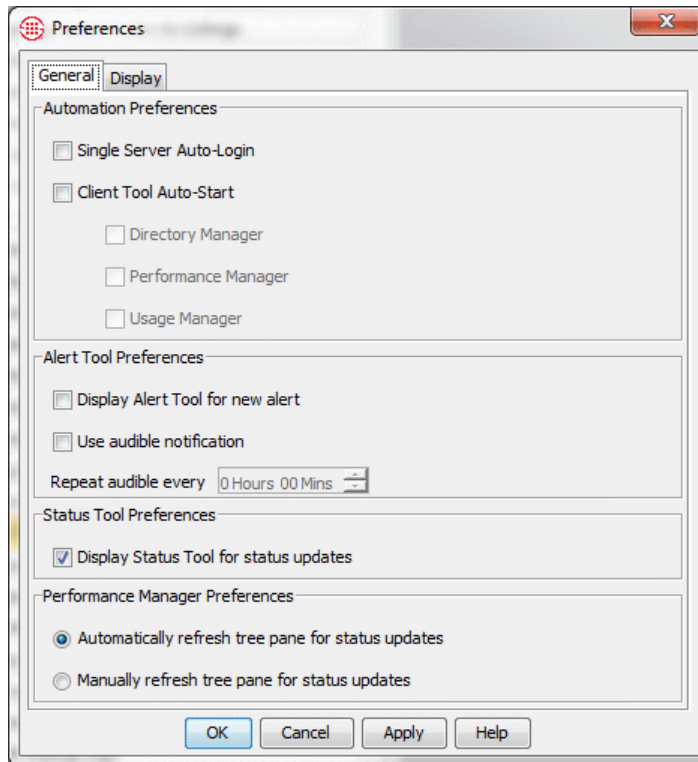 Preferences
General Display
Automation Preferences
Single Server Auto-Login
Client Tool Auto-Start
Directory Manager
Performance Manager
Usage Manager
Alert Tool Preferences
Display Alert Tool for new alert
Use audible notification
Repeat audible every 0 Hours 00 Mins
Status Tool Preferences
Display Status Tool for status updates
Performance Manager Preferences
Automatically refresh tree pane for status updates
Manually refresh tree pane for status updates
OK Cancel Apply Help